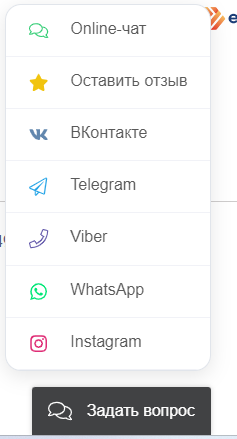 Online-чат
Оставить отзыв
ВКонтакте
Telegram
Viber
WhatsApp
Instagram
Задать вопрос